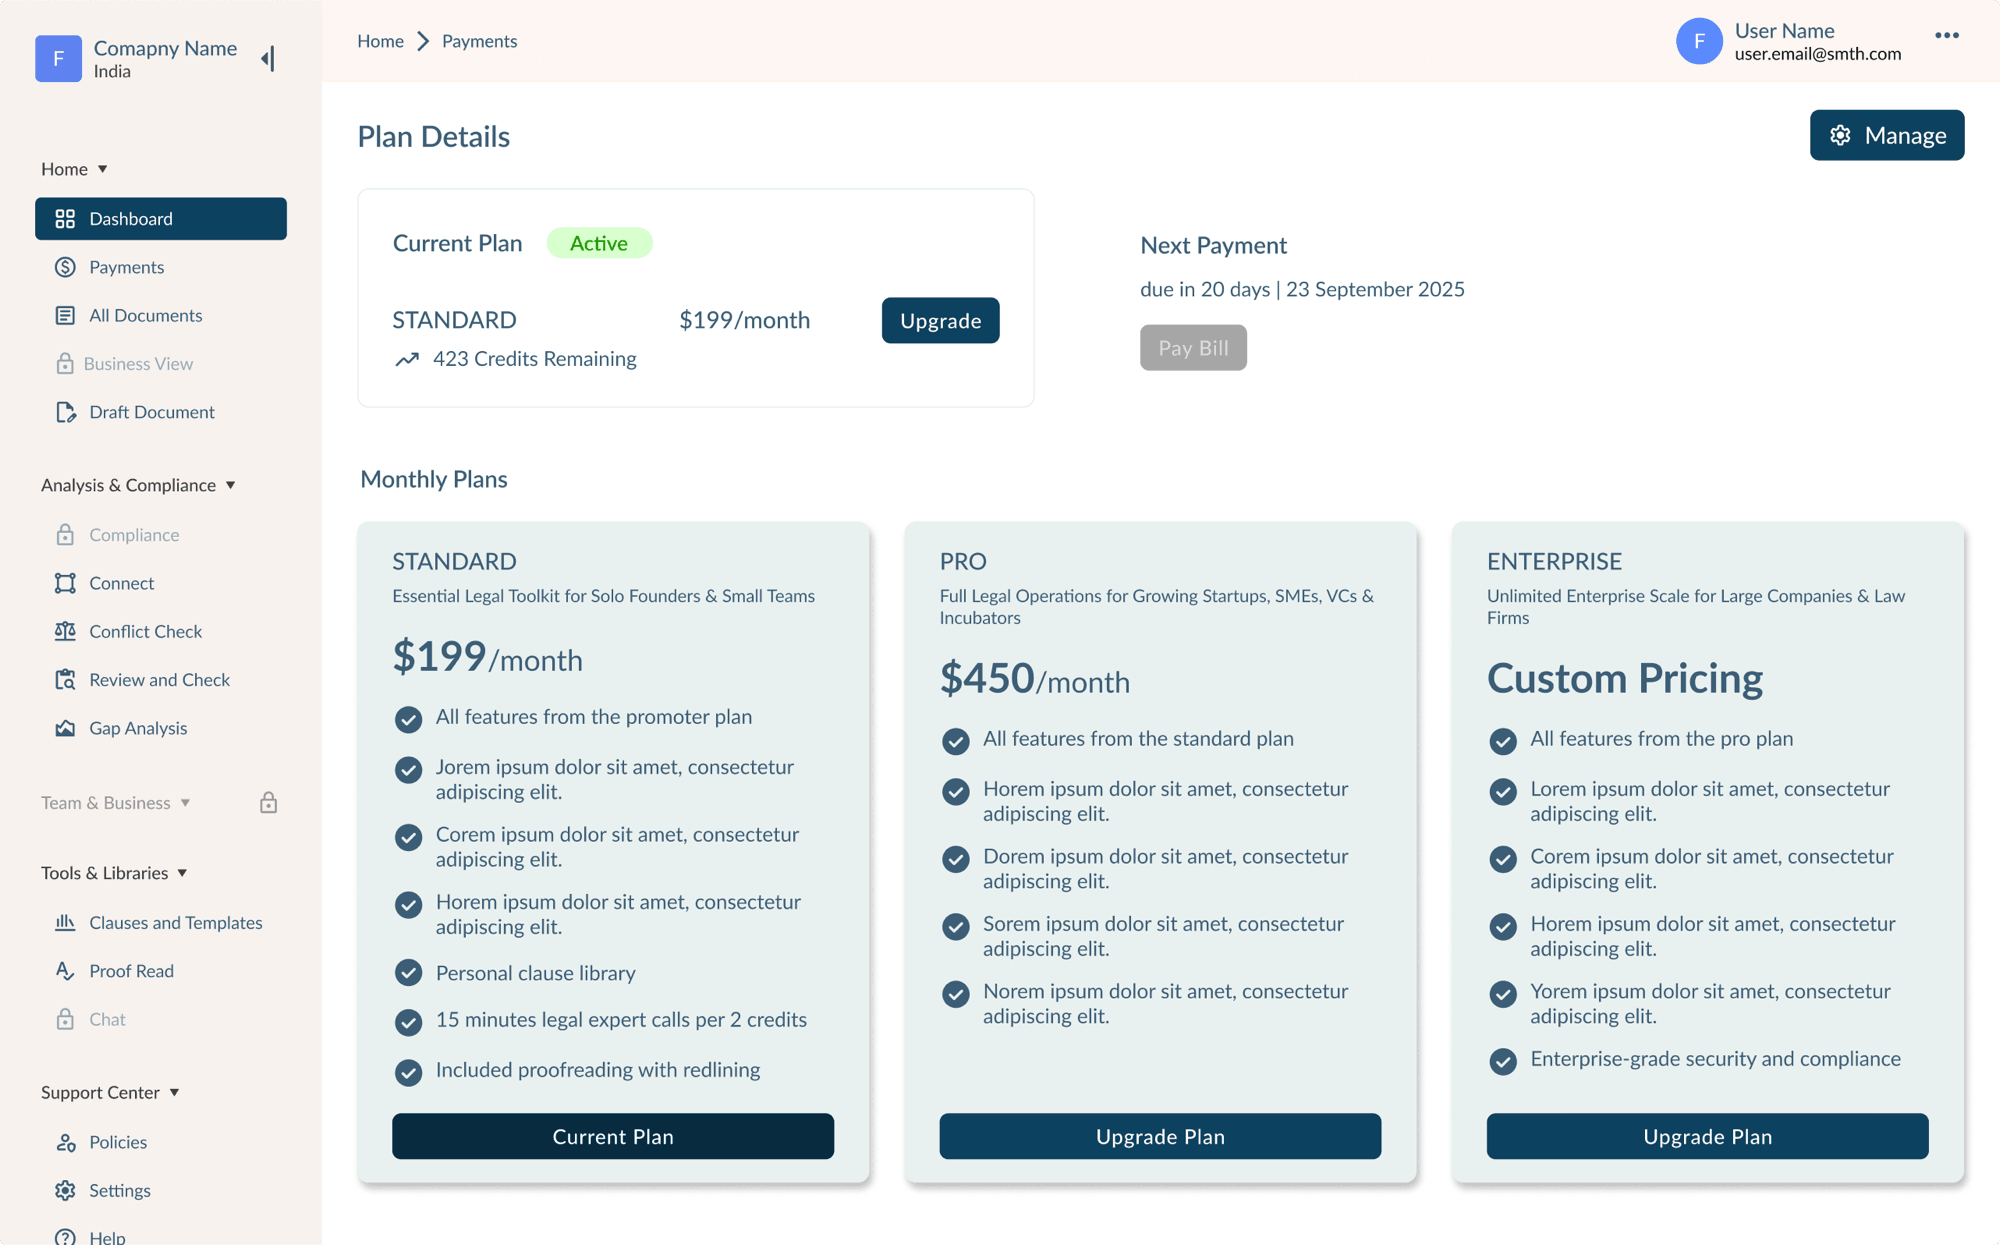 F
Comapny Name
India
Home
Dashboard
Payments
All Documents
Business View
Draft Document
Analysis & Compliance
Compliance
Connect
Conflict Check
Review and Check
Gap Analysis
Team & Business
Tools & Libraries
Clauses and Templates
Proof Read
Chat
Support Center
Policies
Settings
Help
Home
Payments
F
User Name
user.email@smth.com
Plan Details
Manage
Current Plan
Active
STANDARD
$199/month
Upgrade
423 Credits Remaining
Next Payment
due in 20 days | 23 September 2025
Pay Bill
Monthly Plans
STANDARD
Essential Legal Toolkit for Solo Founders & Small Teams
$199/month
All features from the promoter plan
Jorem ipsum dolor sit amet, consectetur
adipiscing elit.
Corem ipsum dolor sit amet, consectetur
adipiscing elit.
Horem ipsum dolor sit amet, consectetur
adipiscing elit.
Personal clause library
15 minutes legal expert calls per 2 credits
Included proofreading with redlining
Current Plan
PRO
Full Legal Operations for Growing Startups, SMEs, VCs &
Incubators
$450/month
All features from the standard plan
Horem ipsum dolor sit amet, consectetur
adipiscing elit.
Dorem ipsum dolor sit amet, consectetur
adipiscing elit.
Sorem ipsum dolor sit amet, consectetur
adipiscing elit.
Norem ipsum dolor sit amet, consectetur
adipiscing elit.
Upgrade Plan
ENTERPRISE
Unlimited Enterprise Scale for Large Companies & Law
Firms
Custom Pricing
All features from the pro plan
Lorem ipsum dolor sit amet, consectetur
adipiscing elit.
Corem ipsum dolor sit amet, consectetur
adipiscing elit.
Horem ipsum dolor sit amet, consectetur
adipiscing elit.
Yorem ipsum dolor sit amet, consectetur
adipiscing elit.
Enterprise-grade security and compliance
Upgrade Plan